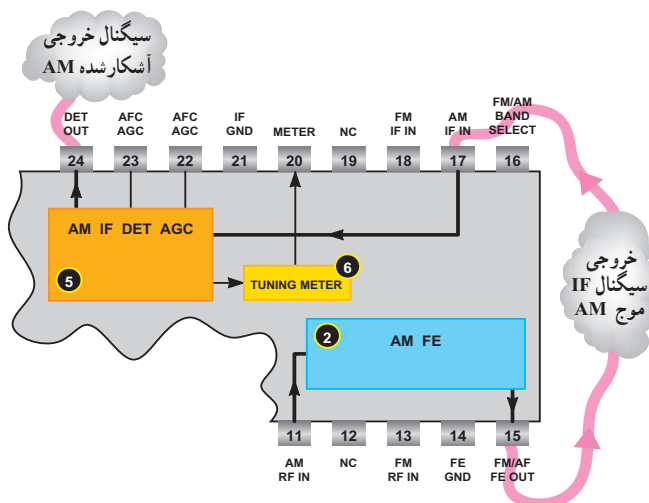 سیگنال خروجی
آشکارشده AM
DET OUT
AFC AGC
AFC AGC
IF GND
METER
NC
FM IF IN
AM IF IN
FM/AM BAND SELECT
24 23 22 21 20 19 18 17 16
AM IF DET AGC
5
TUNING METER
6
خروجی
سیگنال IF
موج AM
2
AM FE
11 12 13 14 15
AM RF IN
NC
FM RF IN
FE GND
FM/AF FE OUT